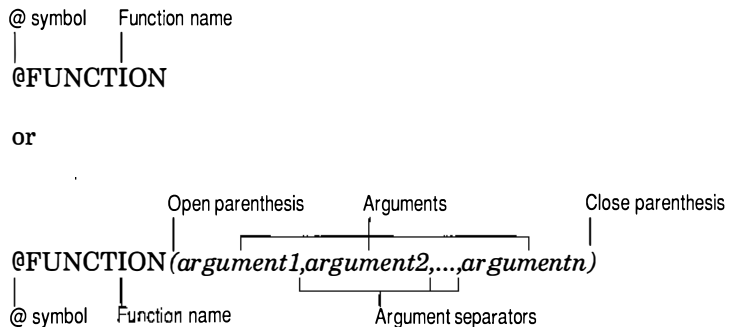 @ symbol Function name
@FUNCTION
or
Open parenthesis Arguments Close parenthesis
@FUNCTION(argument1,argument2,...,argumentn)
@ symbol Function name Argument separators